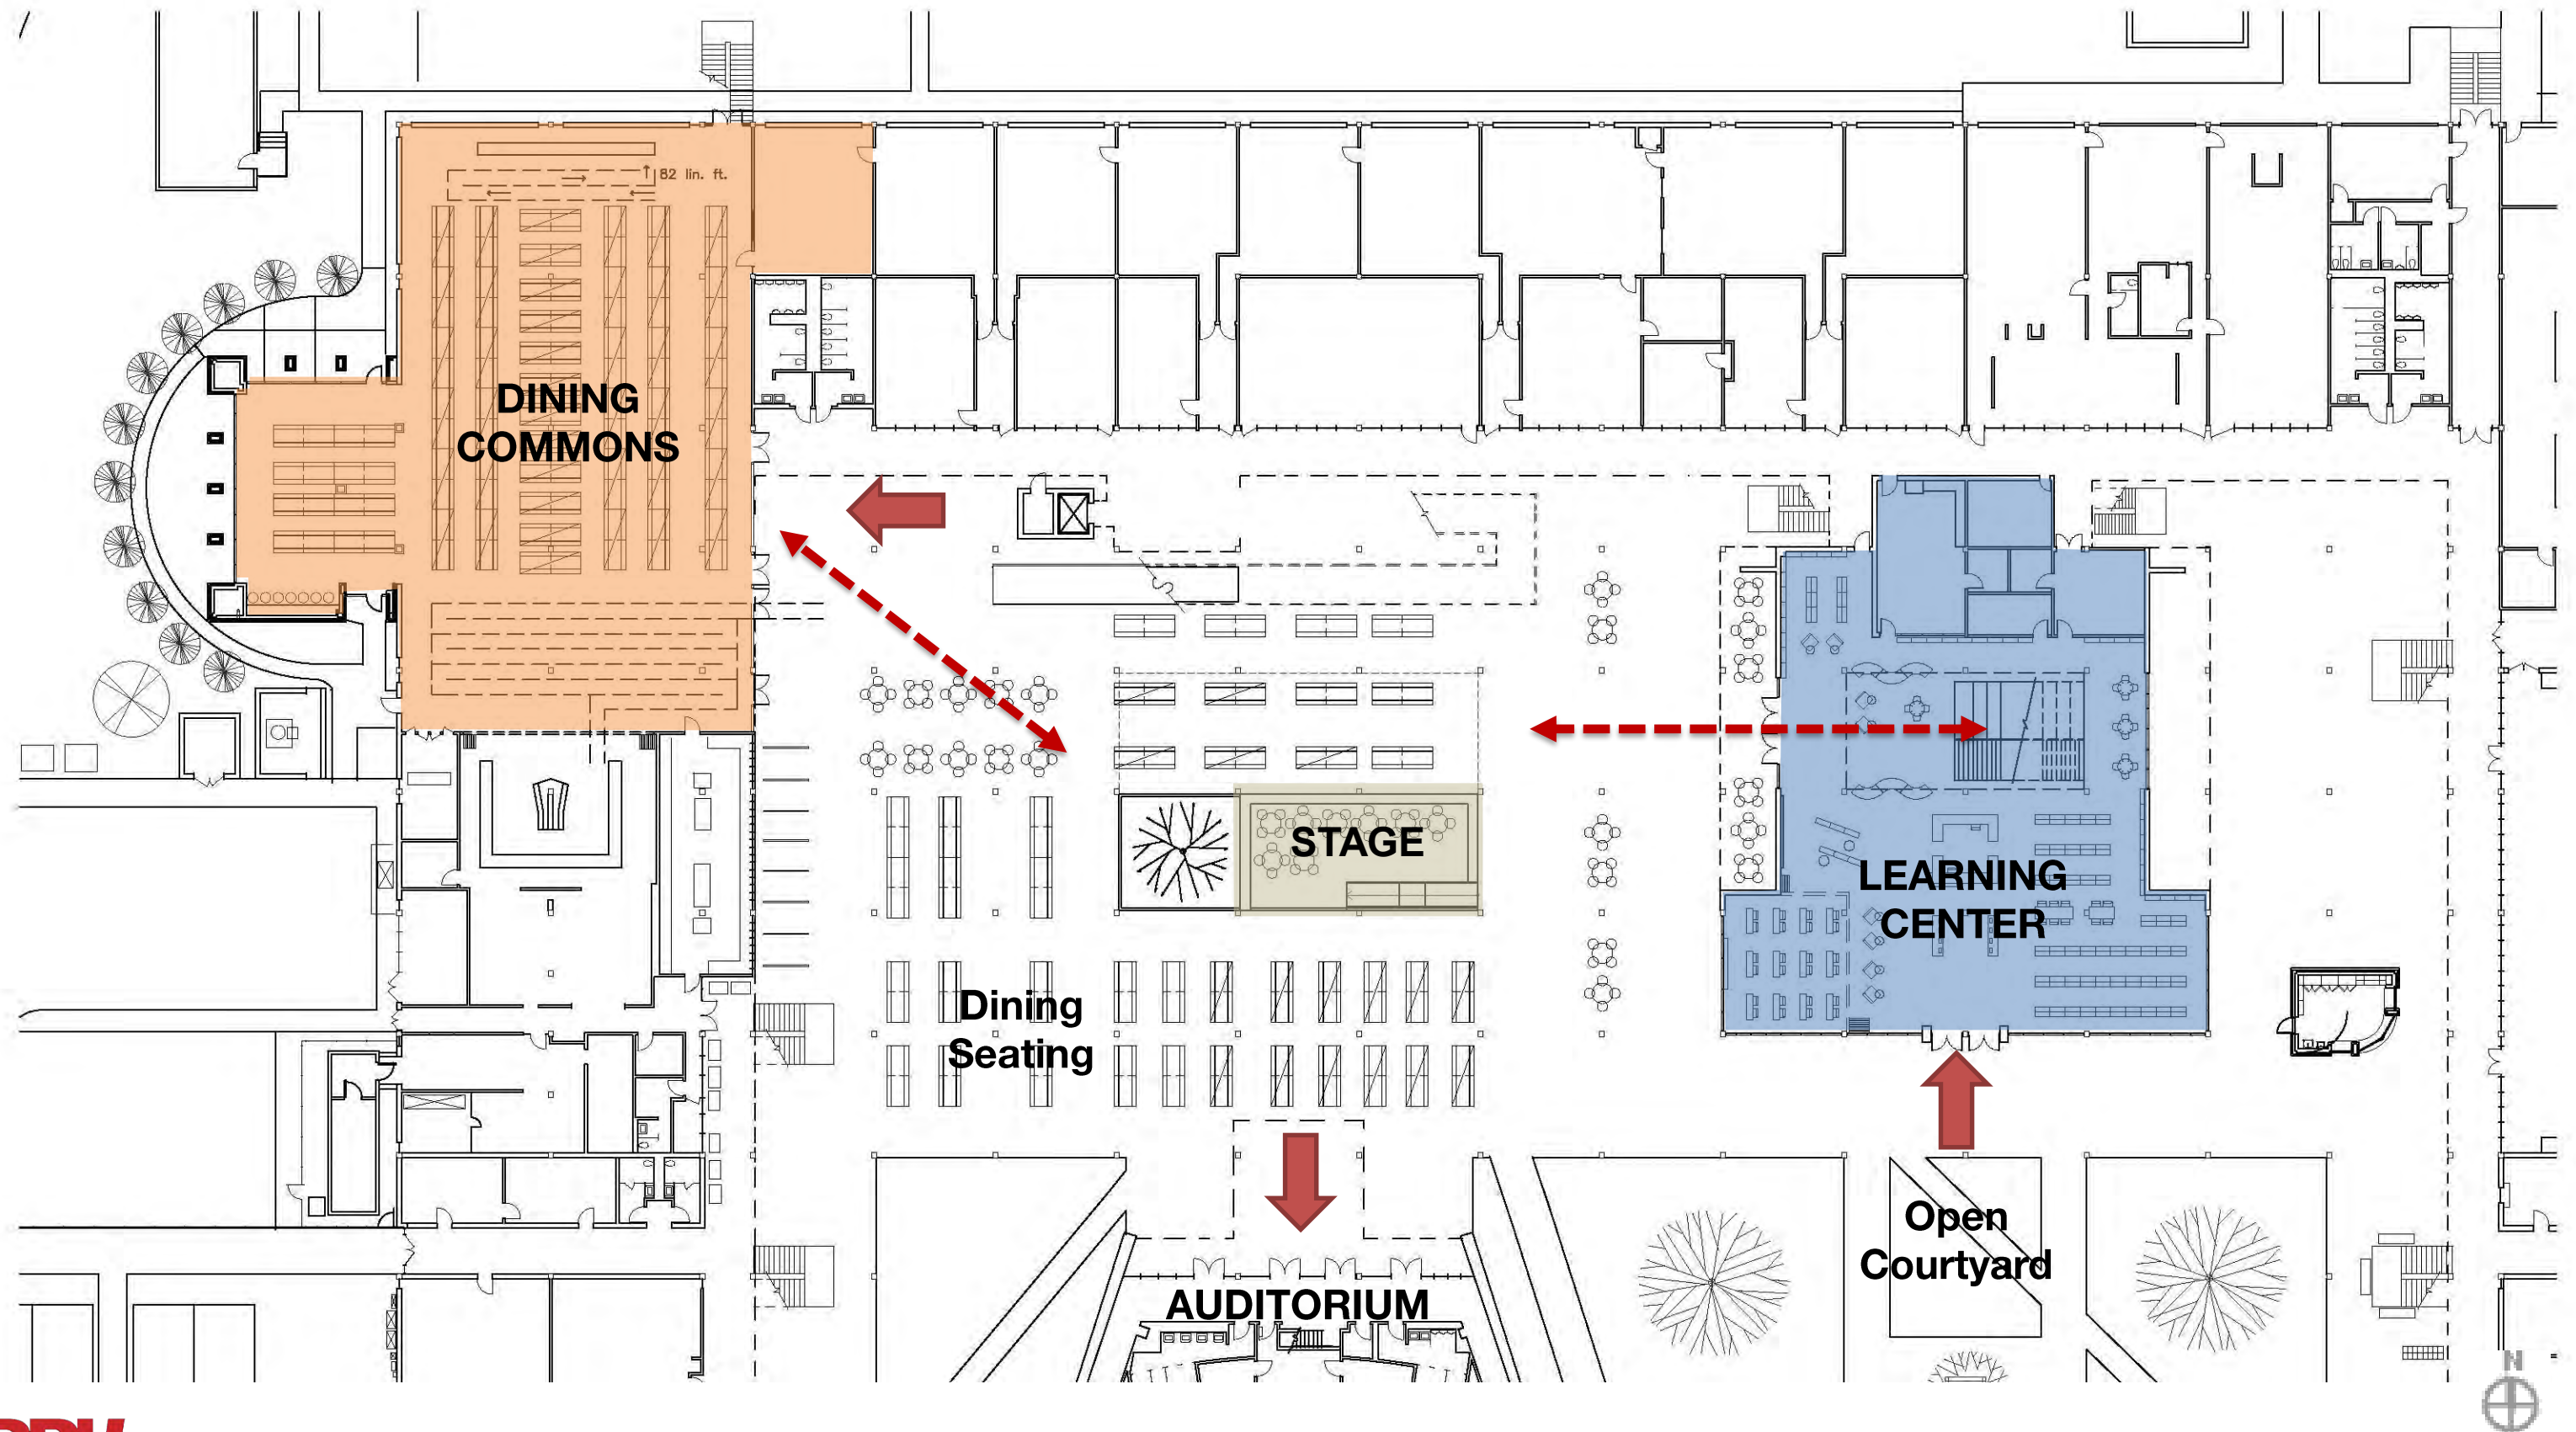 82 lin. ft.
DINING
COMMONS
STAGE
LEARNING
CENTER
Dining
Seating
Open
Courtyard
AUDITORIUM
N